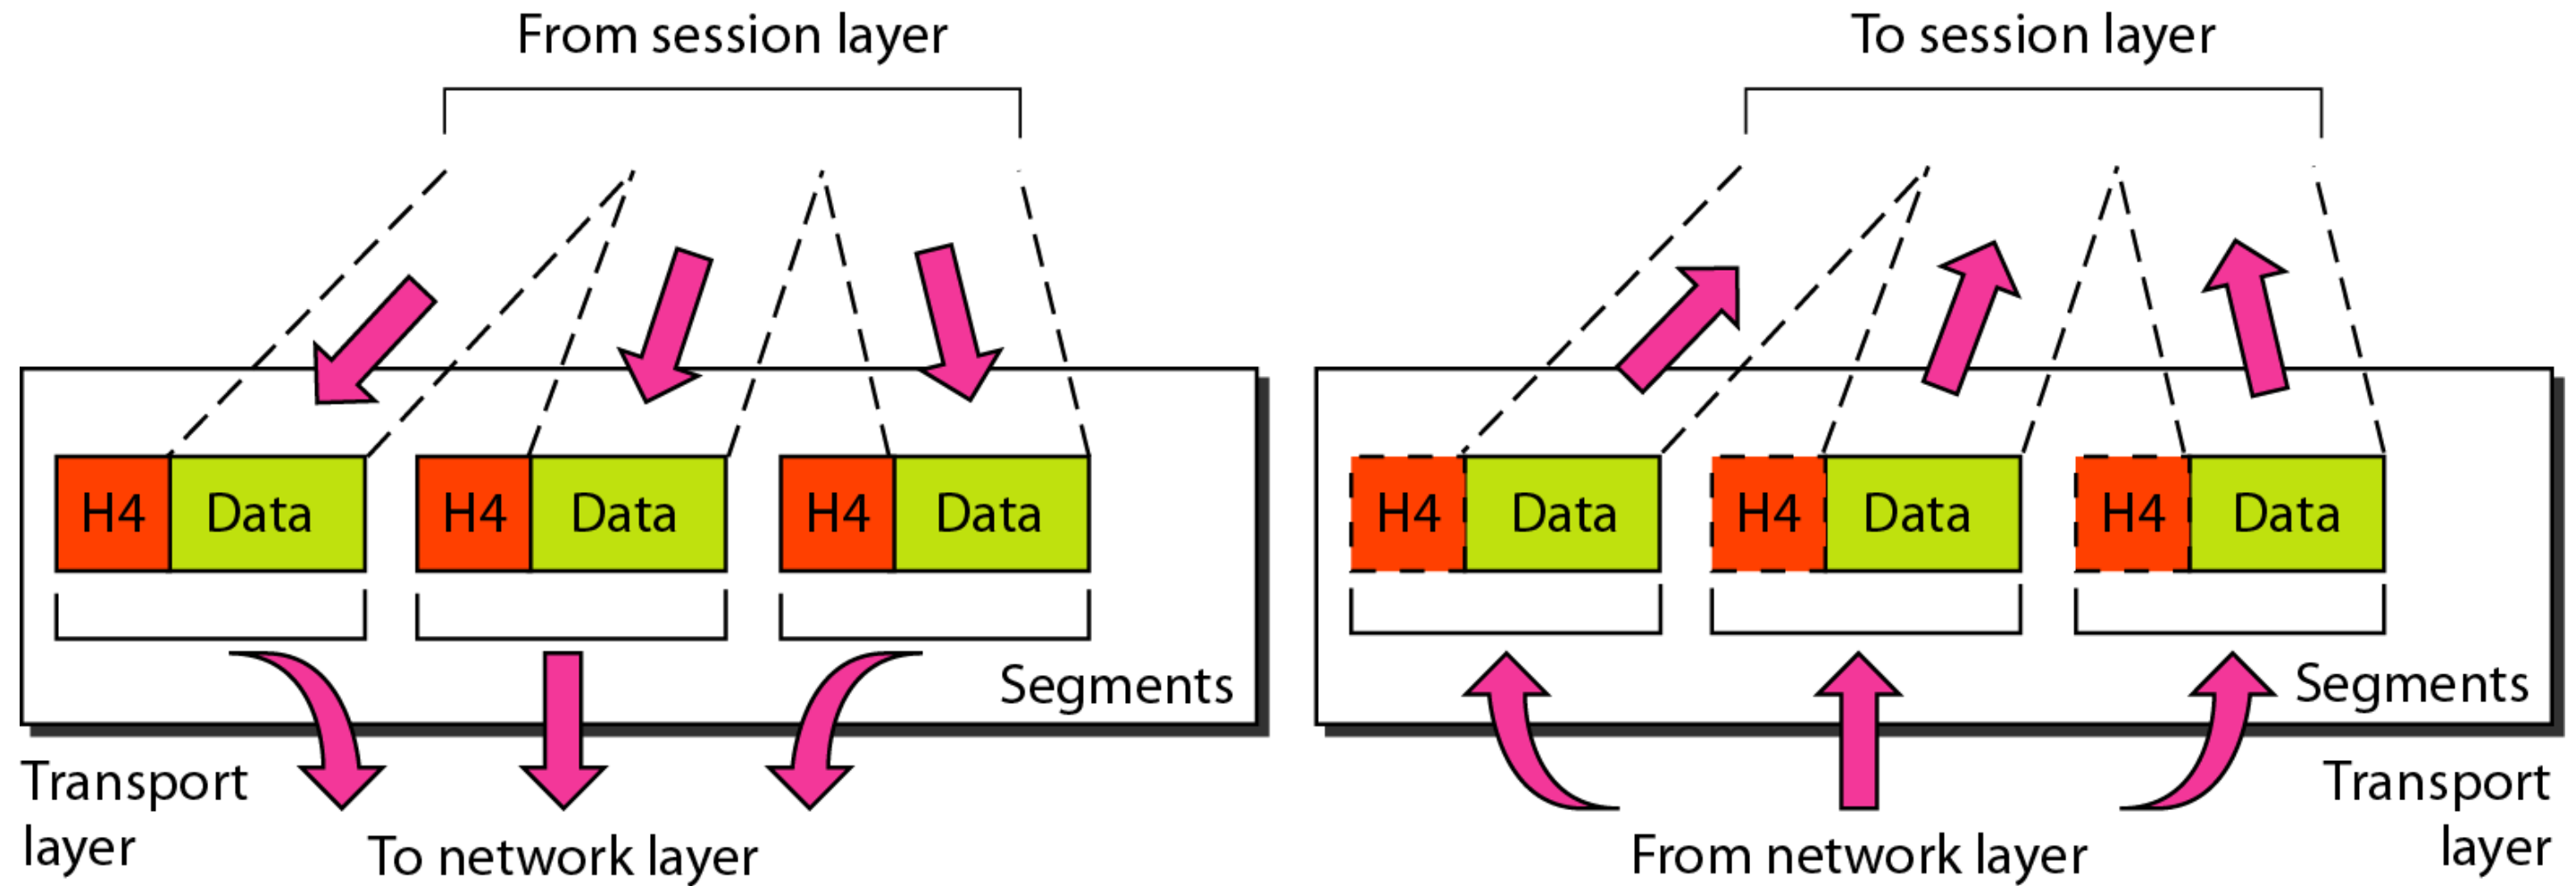 From session layer
H4 Data H4 Data H4 Data
Segments
Transport
layer
To network layer
To session layer
H4 Data H4 Data H4 Data
Segments
From network layer
Transport
layer